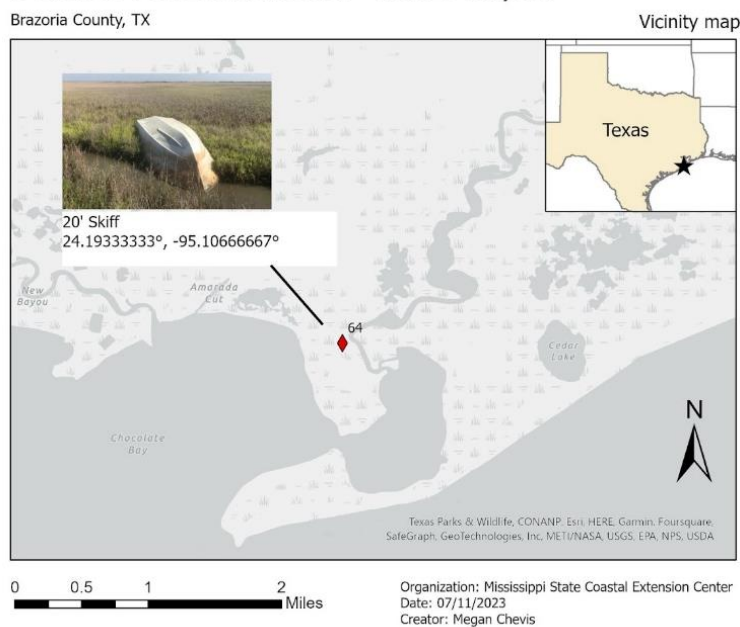 Brazoria County, TX
Vicinity map
Texas
20' Skiff
24.19333333°, -95.10666667°
New
Bayou
Amarada
Cut
64
Cedar
Lake
Chocolate
Bay
N
Texas Parks & Wildlife, CONANP, Esri, HERE, Garmin, Foursquare,
SafeGraph, GeoTechnologies, Inc, METI/NASA, USGS, EPA, NPS, USDA
0 0.5 1 2
Miles
Organization: Mississippi State Coastal Extension Center
Date: 07/11/2023
Creator: Megan Chevis